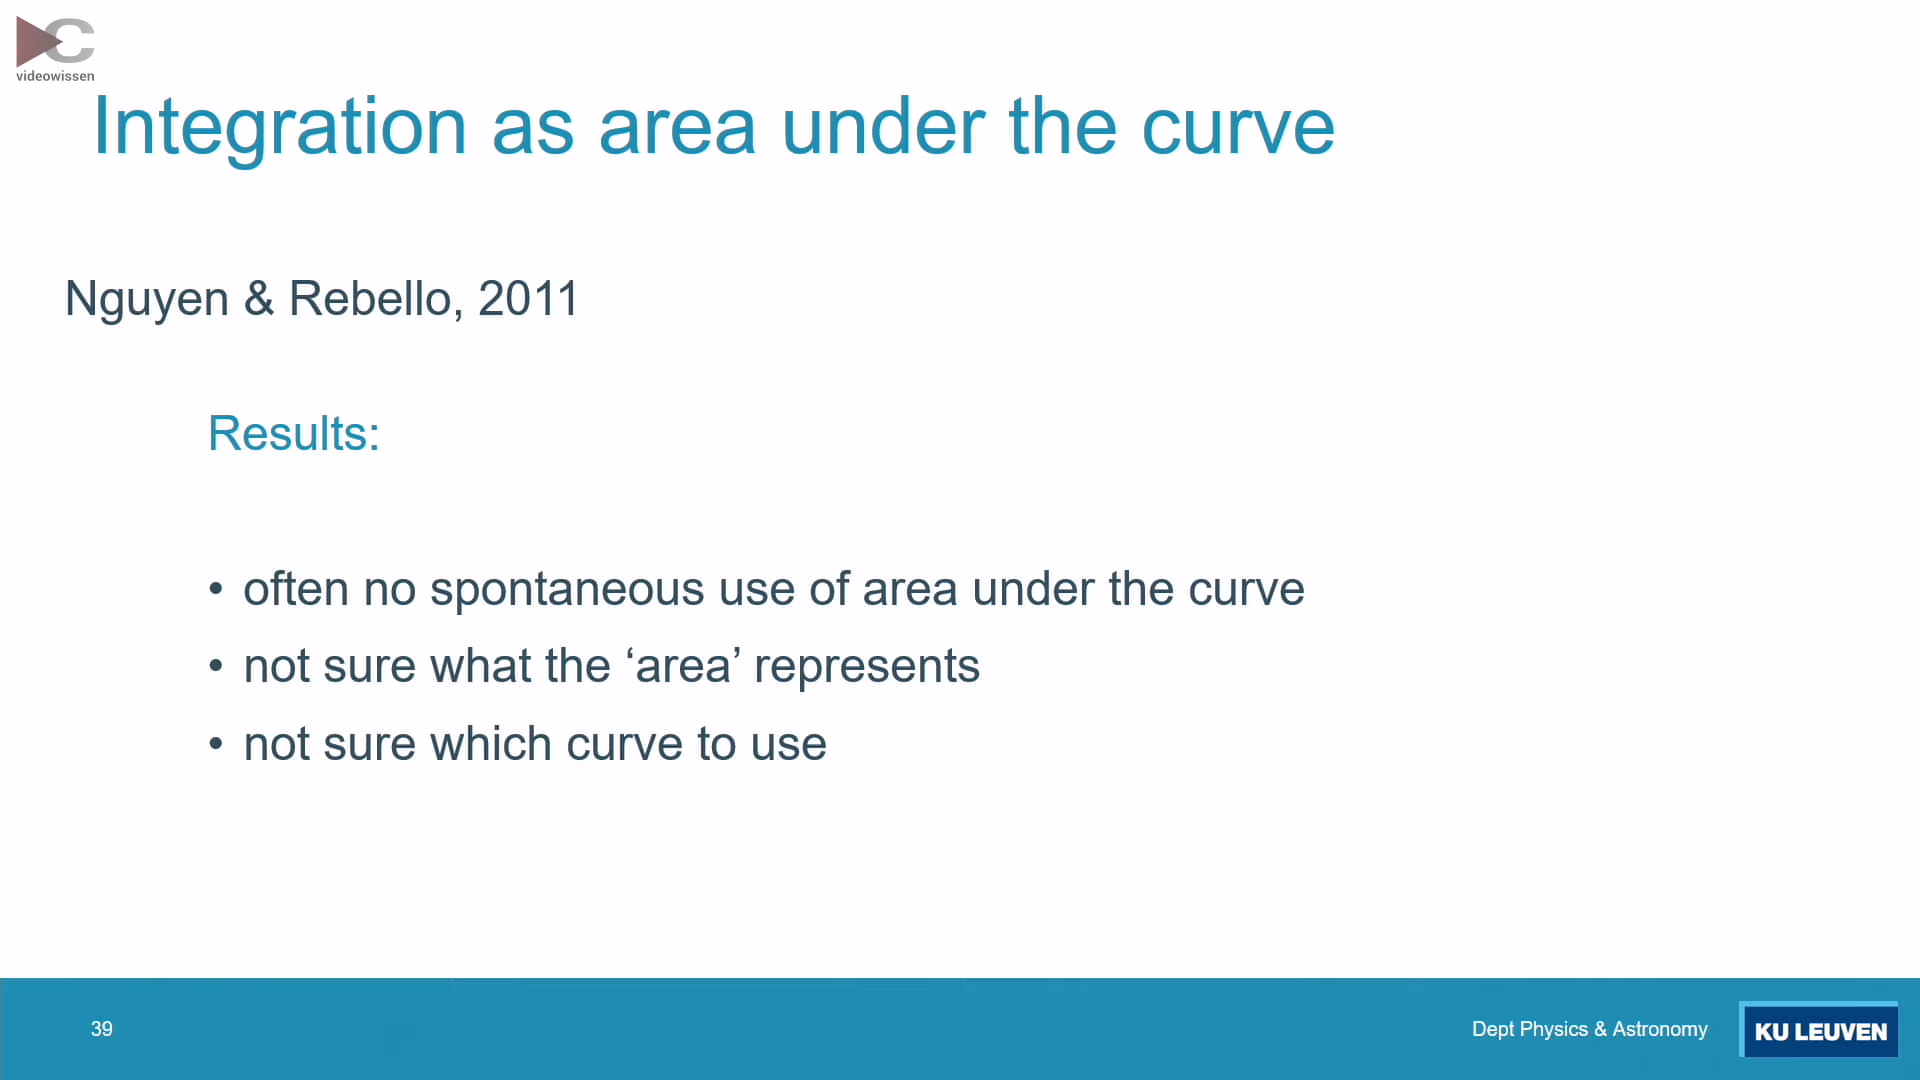 C
videowissen
Integration as area under the curve
Nguyen & Rebello, 2011
Results:
• often no spontaneous use of area under the curve
• not sure what the ‘area’ represents
• not sure which curve to use
39
Dept Physics & Astronomy
KU LEUVEN